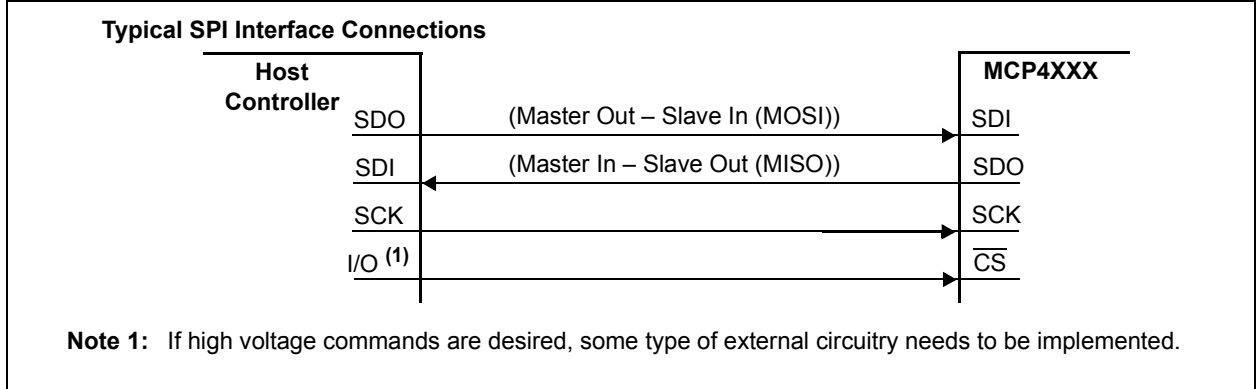 Typical SPI Interface Connections
Host
Controller
MCP4XXX
SDO
(Master Out – Slave In (MOSI))
SDI
SDI
(Master In – Slave Out (MISO))
SDO
SCK
SCK
I/O (1)
CS
Note 1: If high voltage commands are desired, some type of external circuitry needs to be implemented.